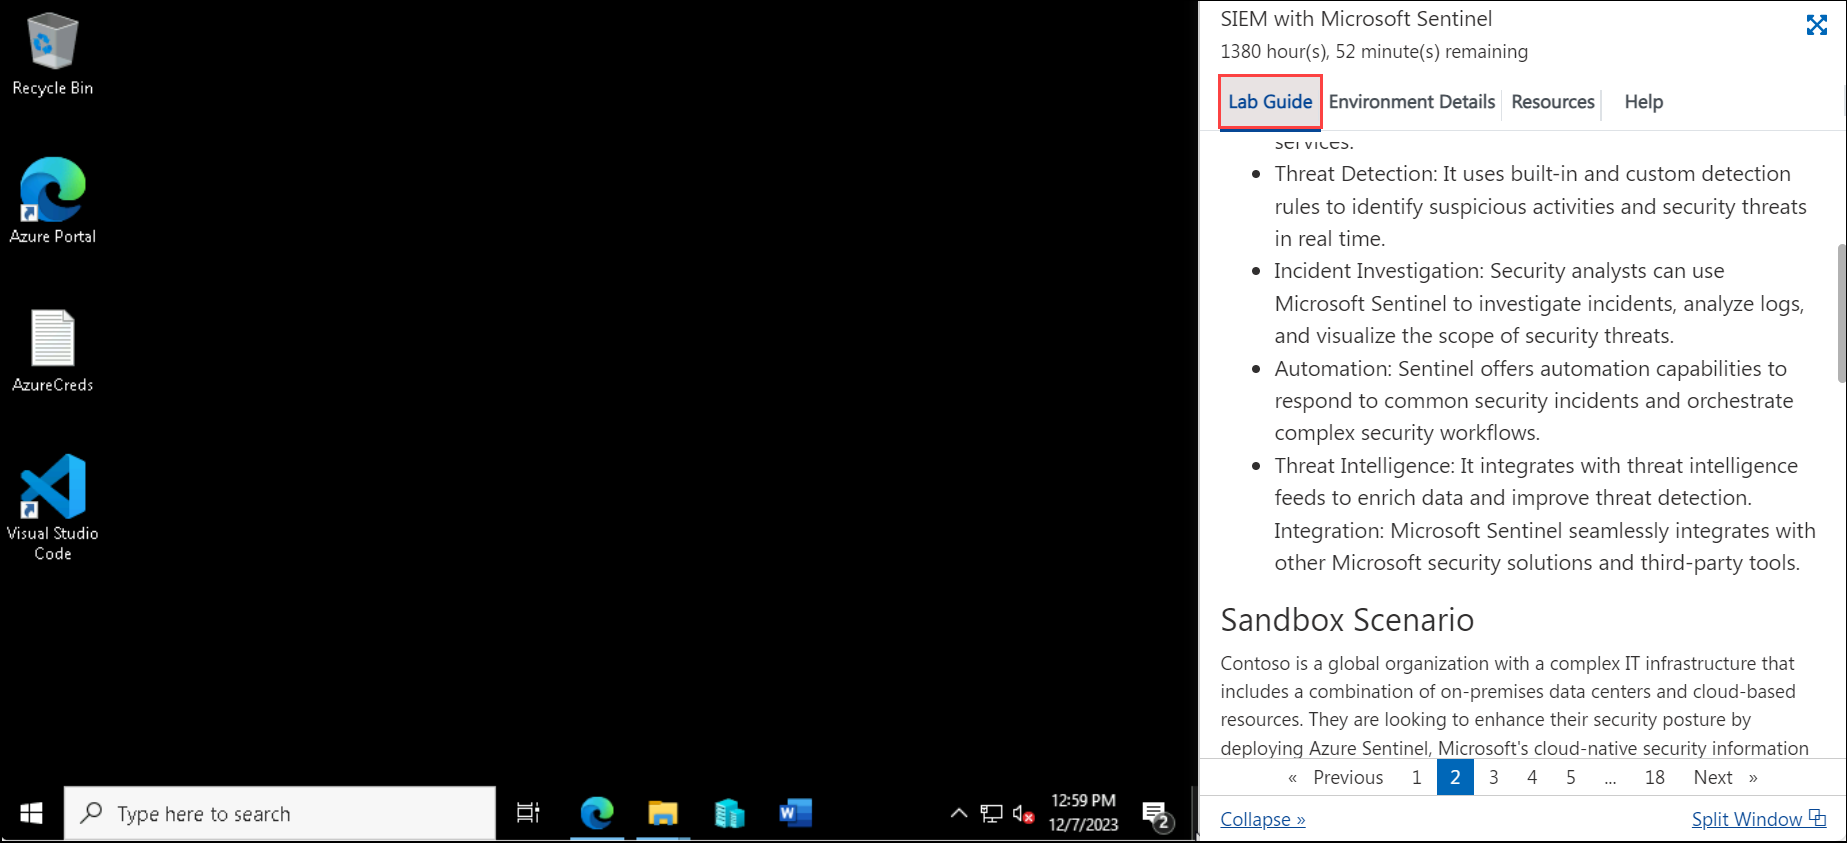 Recycle Bin
Azure Portal
AzureCreds
Visual Studio
Code
Type here to search
W
12:59 PM
12/7/2023
2
SIEM with Microsoft Sentinel
1380 hour(s), 52 minute(s) remaining
Lab Guide
Environment Details
Resources
Help
services.
• Threat Detection: It uses built-in and custom detection
rules to identify suspicious activities and security threats
in real time.
• Incident Investigation: Security analysts can use
Microsoft Sentinel to investigate incidents, analyze logs,
and visualize the scope of security threats.
• Automation: Sentinel offers automation capabilities to
respond to common security incidents and orchestrate
complex security workflows.
• Threat Intelligence: It integrates with threat intelligence
feeds to enrich data and improve threat detection.
Integration: Microsoft Sentinel seamlessly integrates with
other Microsoft security solutions and third-party tools.
Sandbox Scenario
Contoso is a global organization with a complex IT infrastructure that
includes a combination of on-premises data centers and cloud-based
resources. They are looking to enhance their security posture by
deploying Azure Sentinel, Microsoft's cloud-native security information
« Previous 1 2 3 4 5 ... 18 Next »
Collapse »
Split Window